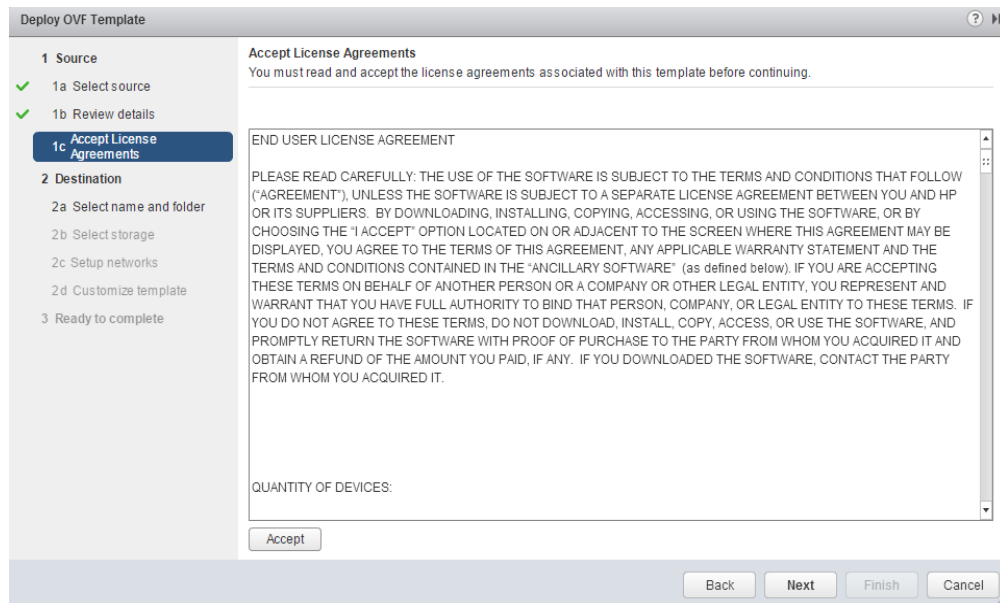 Deploy OVF Template
?
1 Source
1a Select source
1b Review details
1c Accept License
Agreements
2 Destination
2a Select name and folder
2b Select storage
2c Setup networks
2d Customize template
3 Ready to complete
Accept License Agreements
You must read and accept the license agreements associated with this template before continuing.
END USER LICENSE AGREEMENT
PLEASE READ CAREFULLY: THE USE OF THE SOFTWARE IS SUBJECT TO THE TERMS AND CONDITIONS THAT FOLLOW
(“AGREEMENT”), UNLESS THE SOFTWARE IS SUBJECT TO A SEPARATE LICENSE AGREEMENT BETWEEN YOU AND HP
OR ITS SUPPLIERS. BY DOWNLOADING, INSTALLING, COPYING, ACCESSING, OR USING THE SOFTWARE, OR BY
CHOOSING THE “I ACCEPT” OPTION LOCATED ON OR ADJACENT TO THE SCREEN WHERE THIS AGREEMENT MAY BE
DISPLAYED, YOU AGREE TO THE TERMS OF THIS AGREEMENT, ANY APPLICABLE WARRANTY STATEMENT AND THE
TERMS AND CONDITIONS CONTAINED IN THE “ANCILLARY SOFTWARE” (as defined below). IF YOU ARE ACCEPTING
THESE TERMS ON BEHALF OF ANOTHER PERSON OR A COMPANY OR OTHER LEGAL ENTITY, YOU REPRESENT AND
WARRANT THAT YOU HAVE FULL AUTHORITY TO BIND THAT PERSON, COMPANY, OR LEGAL ENTITY TO THESE TERMS. IF
YOU DO NOT AGREE TO THESE TERMS, DO NOT DOWNLOAD, INSTALL, COPY, ACCESS, OR USE THE SOFTWARE, AND
PROMPTLY RETURN THE SOFTWARE WITH PROOF OF PURCHASE TO THE PARTY FROM WHOM YOU ACQUIRED IT AND
OBTAIN A REFUND OF THE AMOUNT YOU PAID, IF ANY. IF YOU DOWNLOADED THE SOFTWARE, CONTACT THE PARTY
FROM WHOM YOU ACQUIRED IT.
QUANTITY OF DEVICES:
Accept
Back
Next
Finish
Cancel